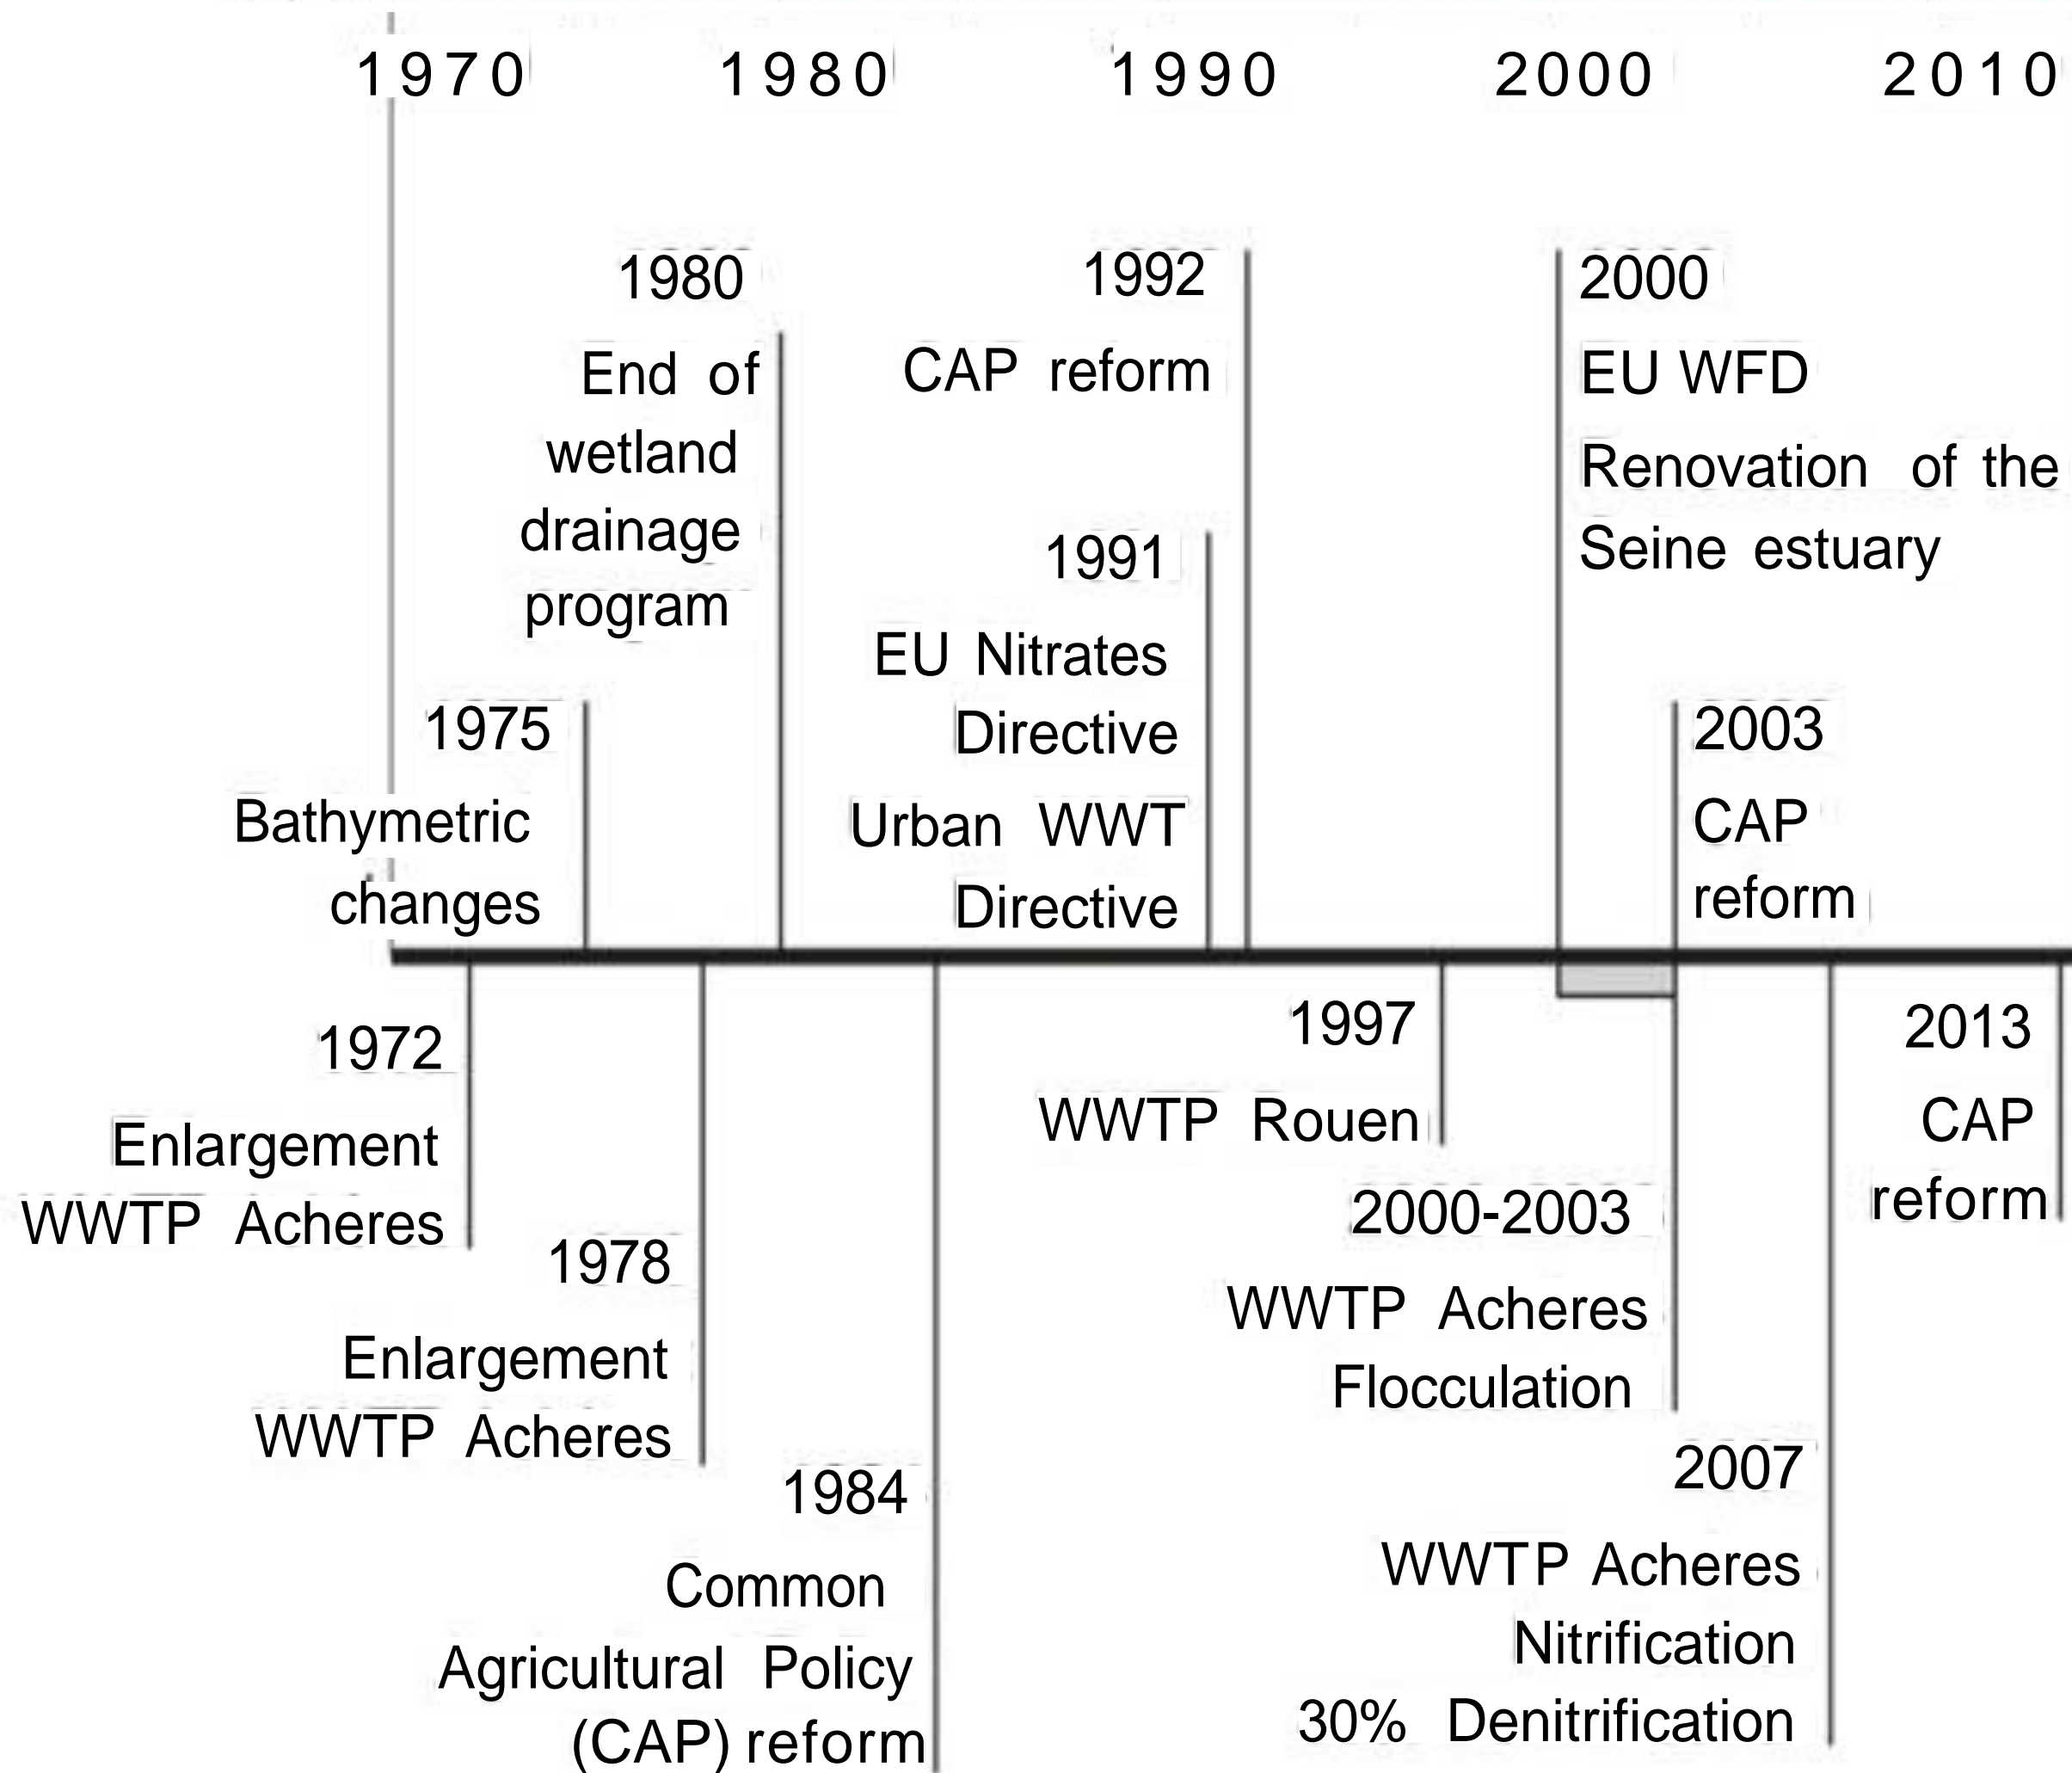 1970 1980 1990 2000 2010
1980
End of
wetland
drainage
program
1992
CAP reform
2000
EU WFD
Renovation of the
Seine estuary
1991
EU Nitrates
Directive
Urban WWT
Directive
1975
Bathymetric
changes
2003
CAP
reform
1972
Enlargement
WWTP Acheres
1978
Enlargement
WWTP Acheres
1984
Common
Agricultural Policy
(CAP) reform
1997
WWTP Rouen
2000-2003
WWTP Acheres
Flocculation
2007
WWTP Acheres
Nitrification
30% Denitrification
2013
CAP
reform